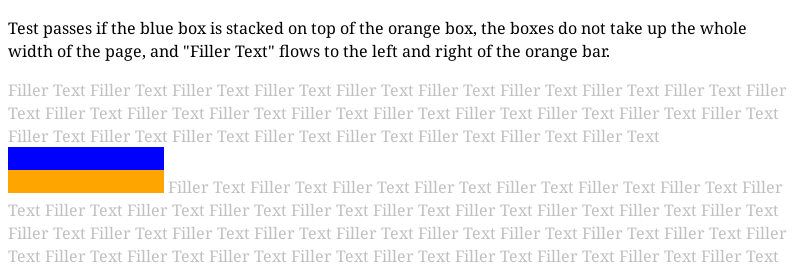 Test passes if the blue box is stacked on top of the orange box, the boxes do not take up the whole
width of the page, and "Filler Text" flows to the left and right of the orange bar.
Filler Text Filler Text Filler Text Filler Text Filler Text Filler Text Filler Text Filler Text Filler Text Filler
Text Filler Text Filler Text Filler Text Filler Text Filler Text Filler Text Filler Text Filler Text Filler Text
Filler Text Filler Text Filler Text Filler Text Filler Text Filler Text Filler Text Filler Text
Filler Text Filler Text Filler Text Filler Text Filler Text Filler Text Filler Text Filler
Text Filler Text Filler Text Filler Text Filler Text Filler Text Filler Text Filler Text Filler Text Filler Text
Filler Text Filler Text Filler Text Filler Text Filler Text Filler Text Filler Text Filler Text Filler Text Filler
Text Filler Text Filler Text Filler Text Filler Text Filler Text Filler Text Filler Text Filler Text Filler Text